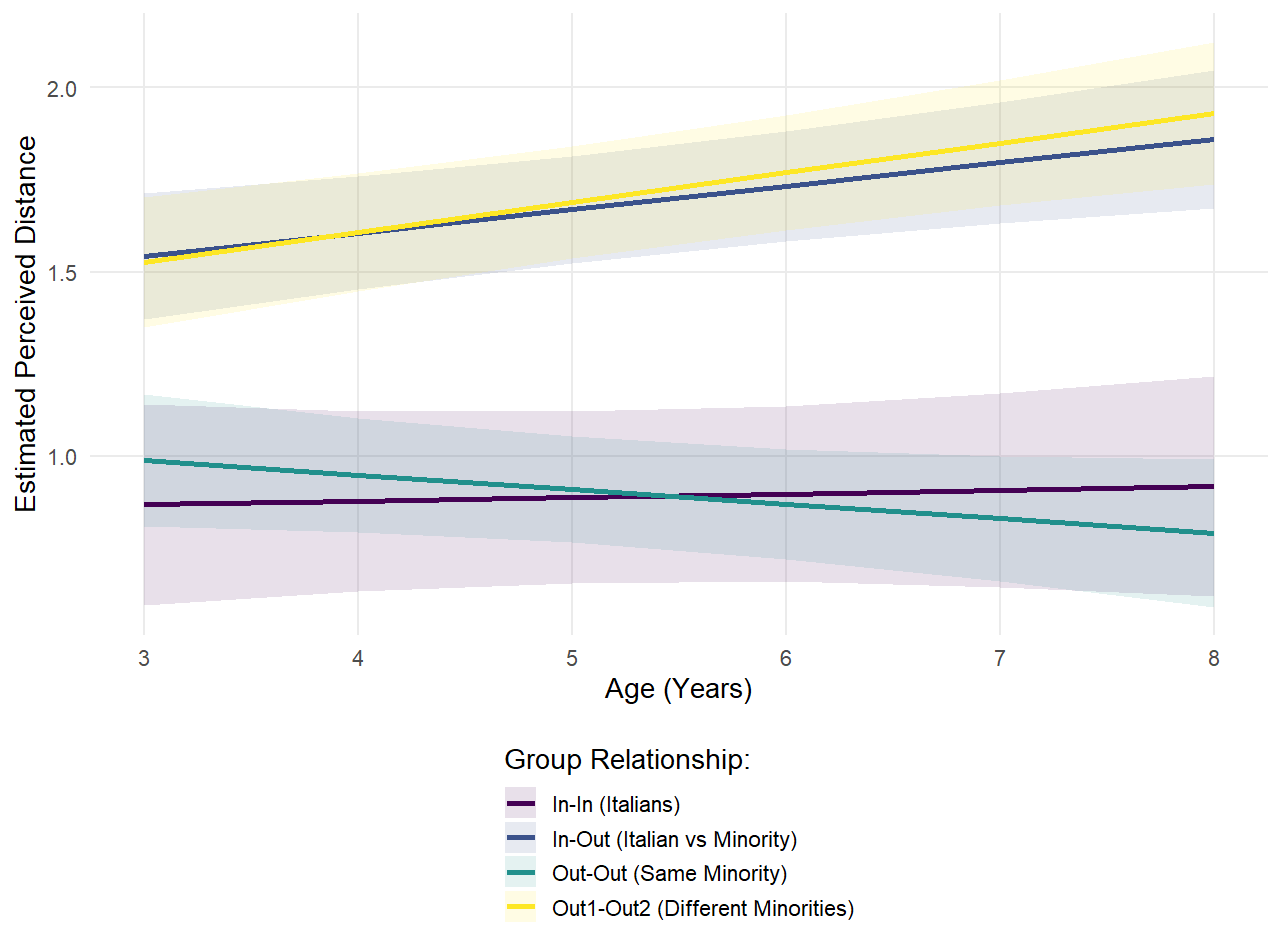 Estimated Perceived Distance
2.0
1.5
1.0
3 4 5 6 7 8
Age (Years)
Group Relationship:
In-In (Italians)
In-Out (Italian vs Minority)
Out-Out (Same Minority)
Out1-Out2 (Different Minorities)